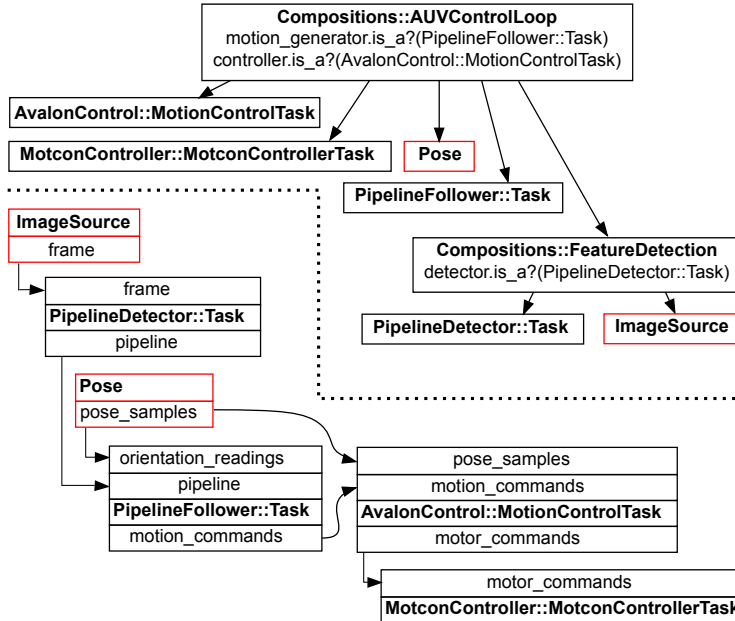 Compositions::AUVControlLoop
motion_generator.is_a?(PipelineFollower::Task)
controller.is_a?(AvalonControl::MotionControlTask)
AvalonControl::MotionControlTask
MotconController::MotconControllerTask
Pose
PipelineFollower::Task
Compositions::FeatureDetection
detector.is_a?(PipelineDetector::Task)
PipelineDetector::Task
ImageSource
ImageSource
frame
frame
PipelineDetector::Task
pipeline
Pose
pose_samples
orientation_readings
pipeline
PipelineFollower::Task
motion_commands
pose_samples
motion_commands
AvalonControl::MotionControlTask
motor_commands
motor_commands
MotconController::MotconControllerTask